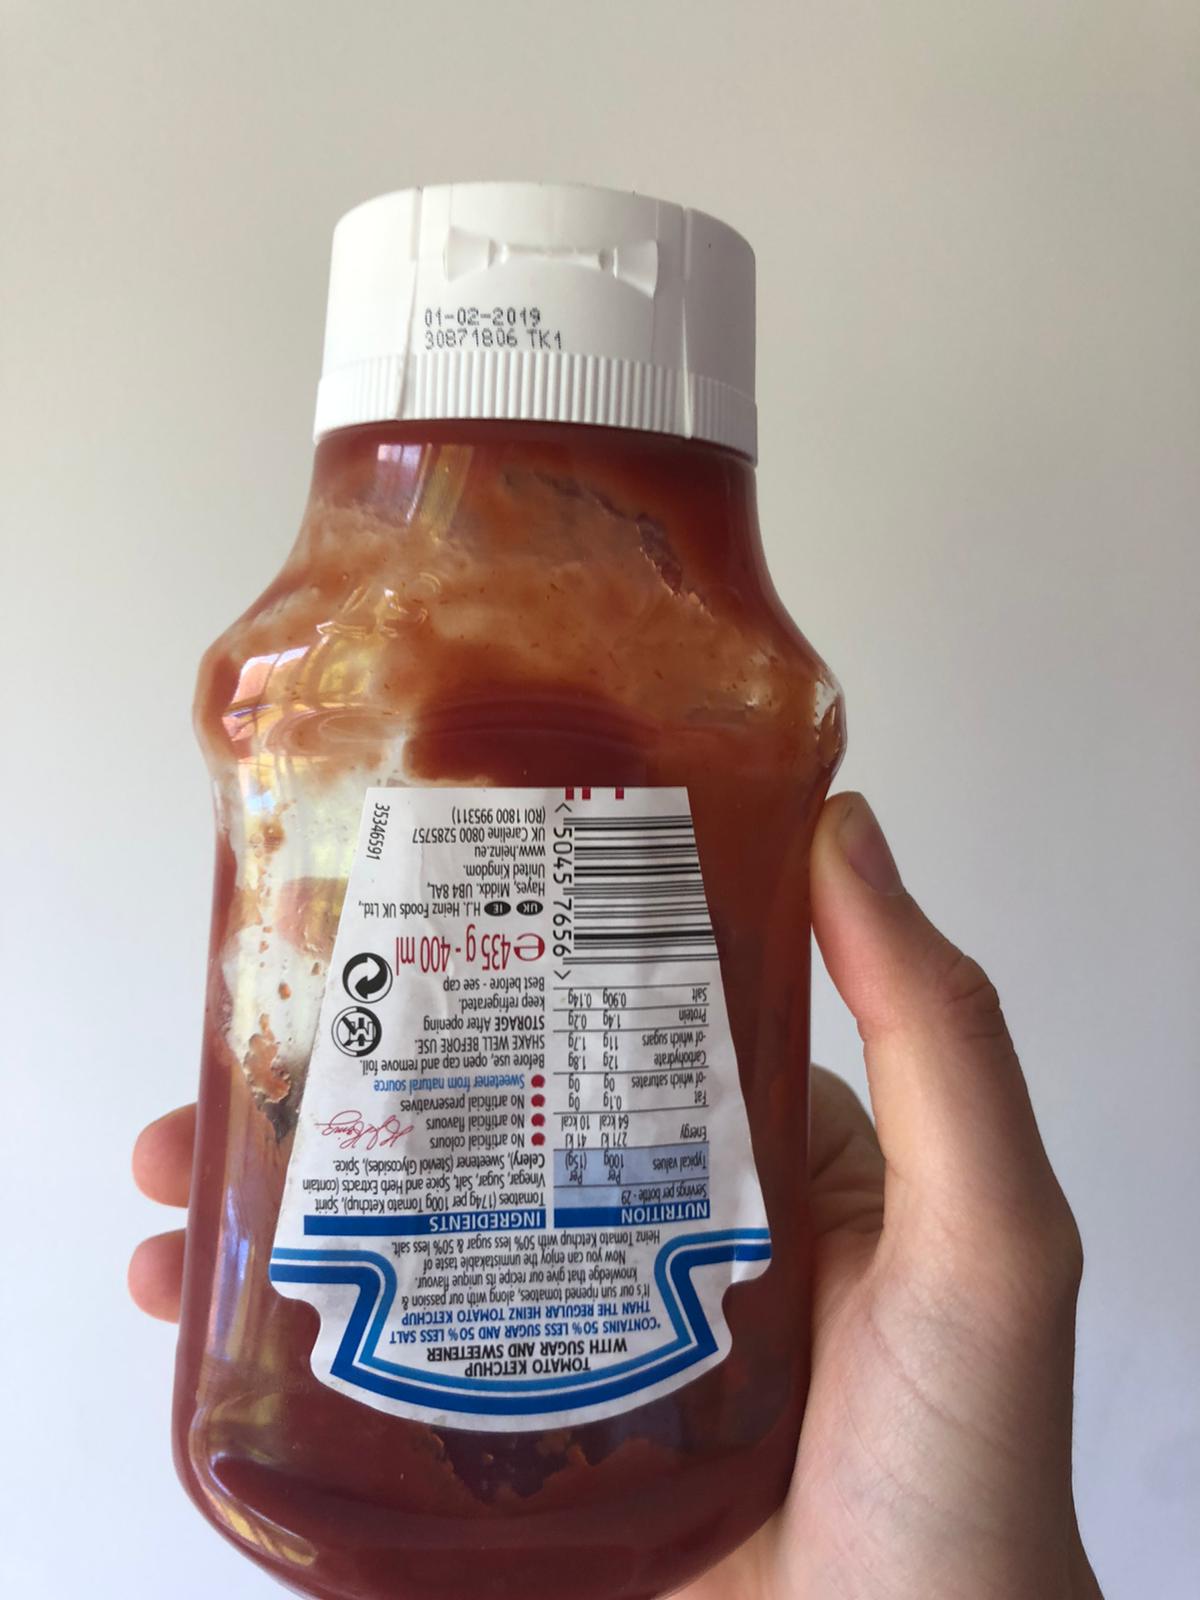 01-02-2019
30871806 TK1
TOMATO KETCHUP
WITH SUGAR AND SWEETENER
*CONTAINS 50% LESS SUGAR AND 50% LESS SALT
THAN THE REGULAR HEINZ TOMATO KETCHUP
It's our sun ripened tomatoes, along with our passion &
knowledge that give our recipe its unique flavour.
Now you can enjoy the unmistakable taste of
Heinz Tomato Ketchup with 50% less sugar & 50% less salt.
NUTRITION
Servings per bottle - 29
Typical values Per 100g Per (15g)
Energy 271 kJ 41 kJ
64 kcal 10 kcal
Fat 0.1g 0g
-of which saturates 0g 0g
Carbohydrate 12g 1.8g
-of which sugars 11g 1.7g
Protein 1.4g 0.2g
Salt 0.90g 0.14g
<5045 7656>
INGREDIENTS
Tomatoes (174g per 100g Tomato Ketchup), Spirit
Vinegar, Sugar, Salt, Spice and Herb Extracts (contain
Celery), Sweetener (Steviol Glycosides), Spice.
No artificial colours
No artificial flavours
No artificial preservatives
Sweetener from natural source
Before use, open cap and remove foil.
SHAKE WELL BEFORE USE.
STORAGE After opening
keep refrigerated.
Best before - see cap
℮435 g - 400 ml
UK IE H.J. Heinz Foods UK Ltd.,
Hayes, Middx. UB4 8AL,
United Kingdom.
www.heinz.eu
UK Careline 0800 5285757
(ROI 1800 995311)
35346591